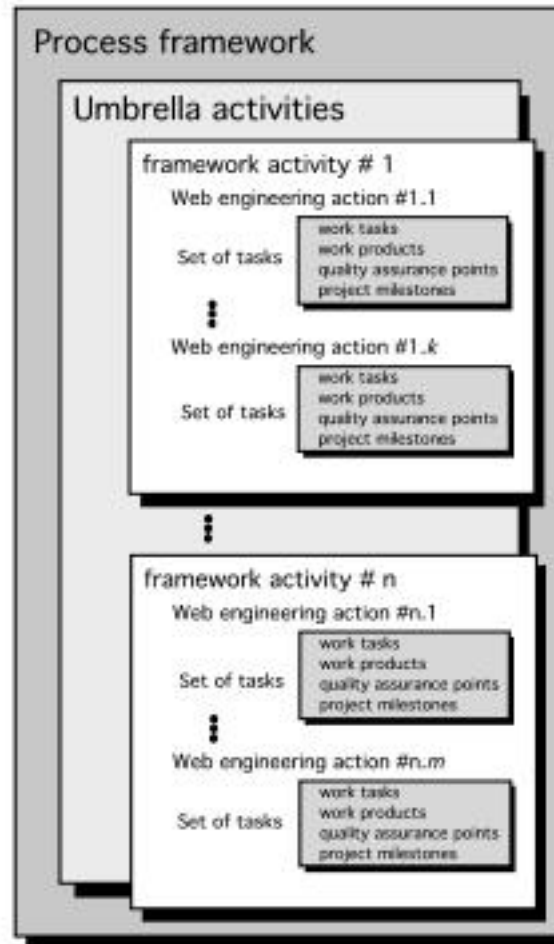 Process framework
Umbrella activities
framework activity # 1
Web engineering action #1.1
Set of tasks
work tasks
work products
quality assurance points
project milestones
Web engineering action #1.k
Set of tasks
work tasks
work products
quality assurance points
project milestones
framework activity # n
Web engineering action #n.1
Set of tasks
work tasks
work products
quality assurance points
project milestones
Web engineering action #n.m
Set of tasks
work tasks
work products
quality assurance points
project milestones